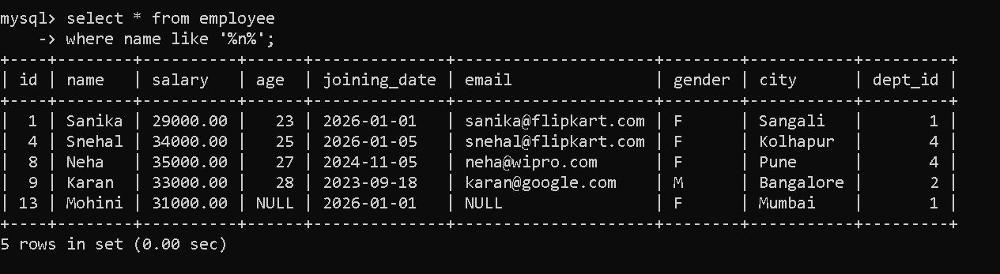 mysql> select * from employee
    -> where name like '%n%';
+----+--------+----------+------+--------------+---------------------+--------+-----------+---------+
| id | name   | salary   | age  | joining_date | email               | gender | city      | dept_id |
+----+--------+----------+------+--------------+---------------------+--------+-----------+---------+
|  1 | Sanika | 29000.00 |   23 | 2026-01-01   | sanika@flipkart.com | F      | Sangali   |       1 |
|  4 | Snehal | 34000.00 |   25 | 2026-01-05   | snehal@flipkart.com | F      | Kolhapur  |       4 |
|  8 | Neha   | 35000.00 |   27 | 2024-11-05   | neha@wipro.com      | F      | Pune      |       4 |
|  9 | Karan  | 33000.00 |   28 | 2023-09-18   | karan@google.com    | M      | Bangalore |       2 |
| 13 | Mohini | 31000.00 | NULL | 2026-01-01   | NULL                | F      | Mumbai    |       1 |
+----+--------+----------+------+--------------+---------------------+--------+-----------+---------+
5 rows in set (0.00 sec)